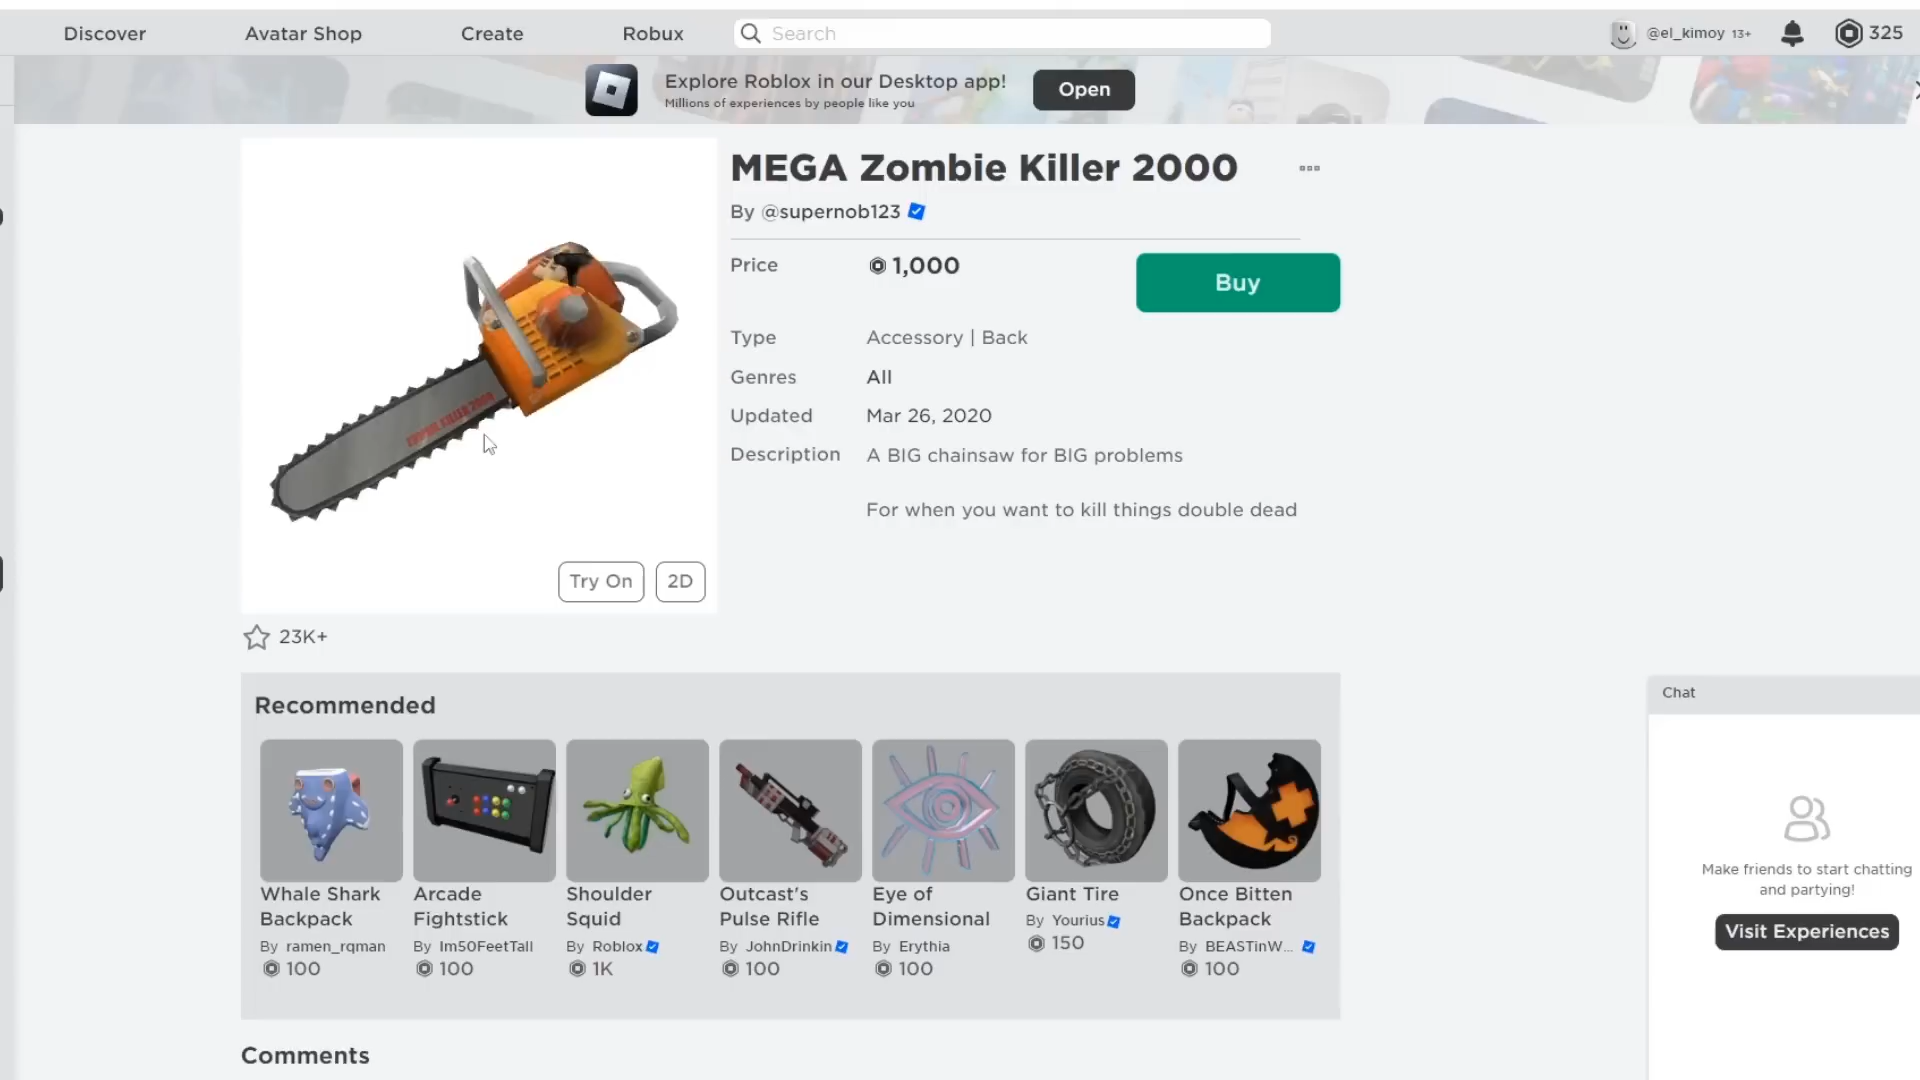 Discover
Avatar Shop
Create
Robux
Search
@el_kimoy 13+
325
Explore Roblox in our Desktop app!
Millions of experiences by people like you
Open
MEGA Zombie Killer 2000
By @supernob123
Price
1,000
Buy
Type
Accessory | Back
Genres
All
Updated
Mar 26, 2020
Description
A BIG chainsaw for BIG problems
For when you want to kill things double dead
Try On
2D
23K+
Recommended
Whale Shark
Backpack
By ramen_rqman
100
Arcade
Fightstick
By Im50FeetTall
100
Shoulder
Squid
By Roblox
1K
Outcast's
Pulse Rifle
By JohnDrinkin
100
Eye of
Dimensional
By Erythia
100
Giant Tire
By Yourius
150
Once Bitten
Backpack
By BEASTinW...
100
Chat
Make friends to start chatting
and partying!
Visit Experiences
Comments